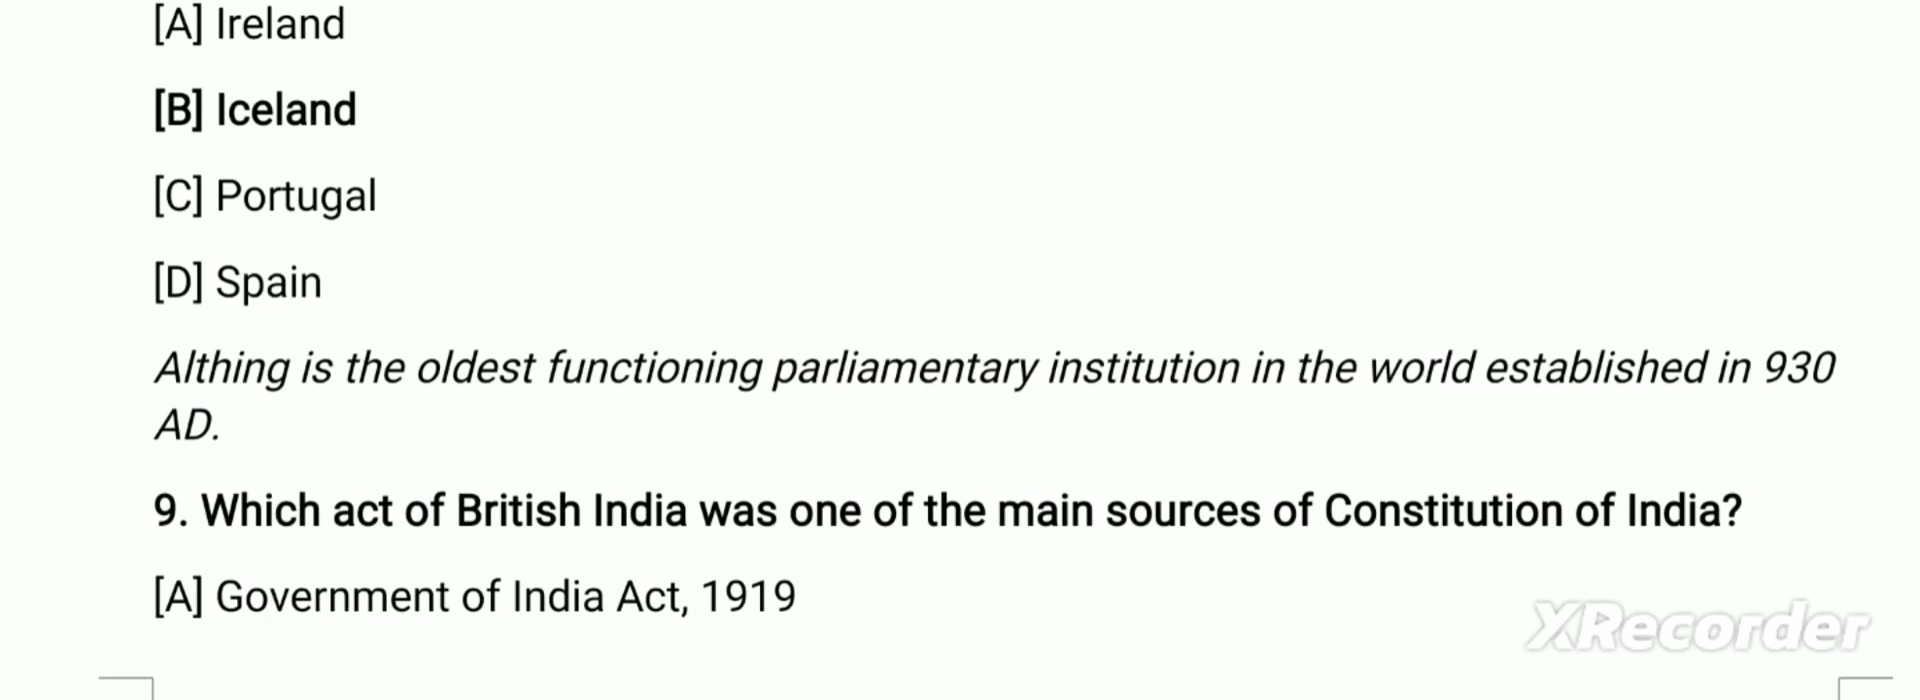 [A] Ireland
[B] Iceland
[C] Portugal
[D] Spain
Althing is the oldest functioning parliamentary institution in the world established in 930
AD.
9. Which act of British India was one of the main sources of Constitution of India?
[A] Government of India Act, 1919
XRecorder